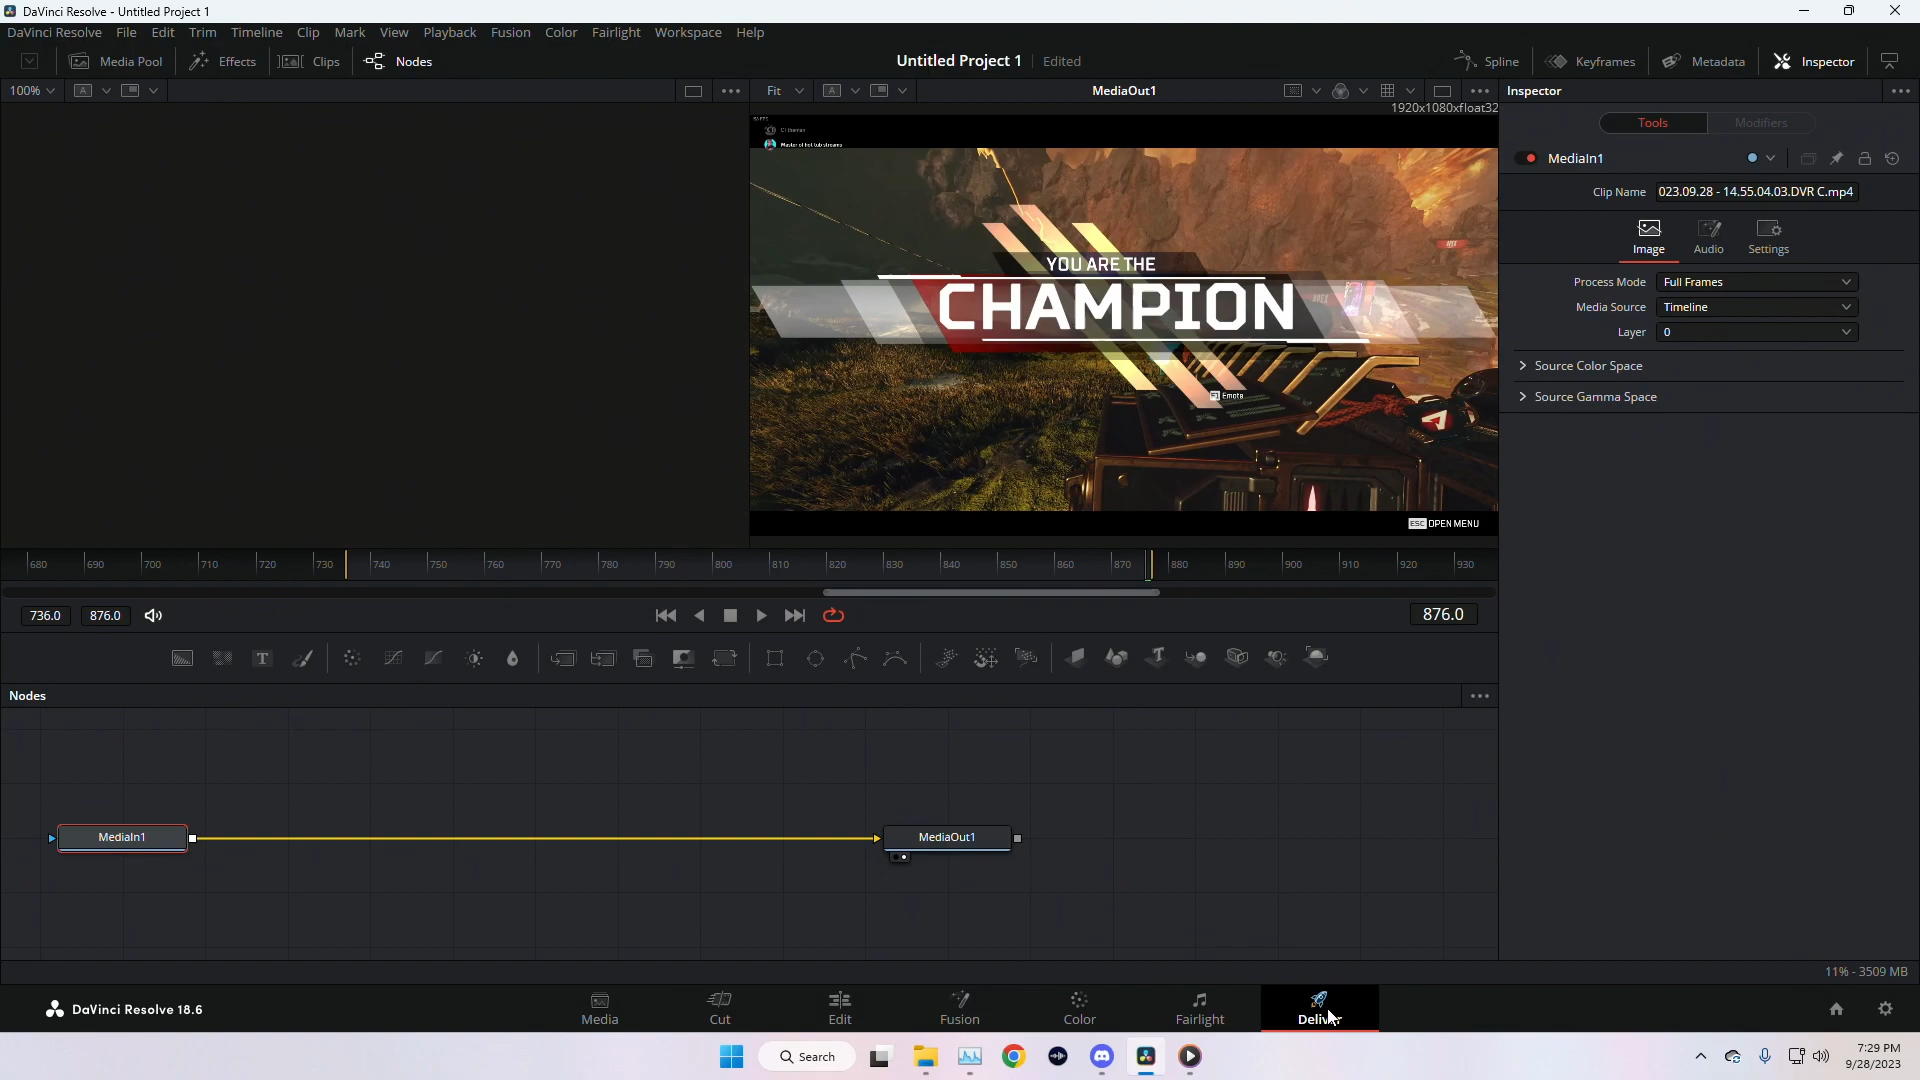 DaVinci Resolve - Untitled Project 1
DaVinci Resolve File Edit Trim Timeline Clip Mark View Playback Fusion Color Fairlight Workspace Help
Media Pool Effects Clips Nodes Untitled Project 1 Edited Spline Keyframes Metadata Inspector
100% A Fit A MediaOut1 Inspector
1920x1080xfloat32
Tools Modifiers
Master of hot tub streams
MediaIn1
Clip Name 023.09.28 - 14.55.04.03.DVR C.mp4
Image Audio Settings
YOU ARE THE
CHAMPION
Process Mode Full Frames
Media Source Timeline
Layer 0
Source Color Space
Source Gamma Space
Emote
ESC OPEN MENU
680 690 700 710 720 730 740 750 760 770 780 790 800 810 820 830 840 850 860 870 880 890 900 910 920 930
736.0 876.0 876.0
Nodes
MediaIn1 MediaOut1
11% - 3509 MB
DaVinci Resolve 18.6 Media Cut Edit Fusion Color Fairlight
Search
7:29 PM
9/28/2023